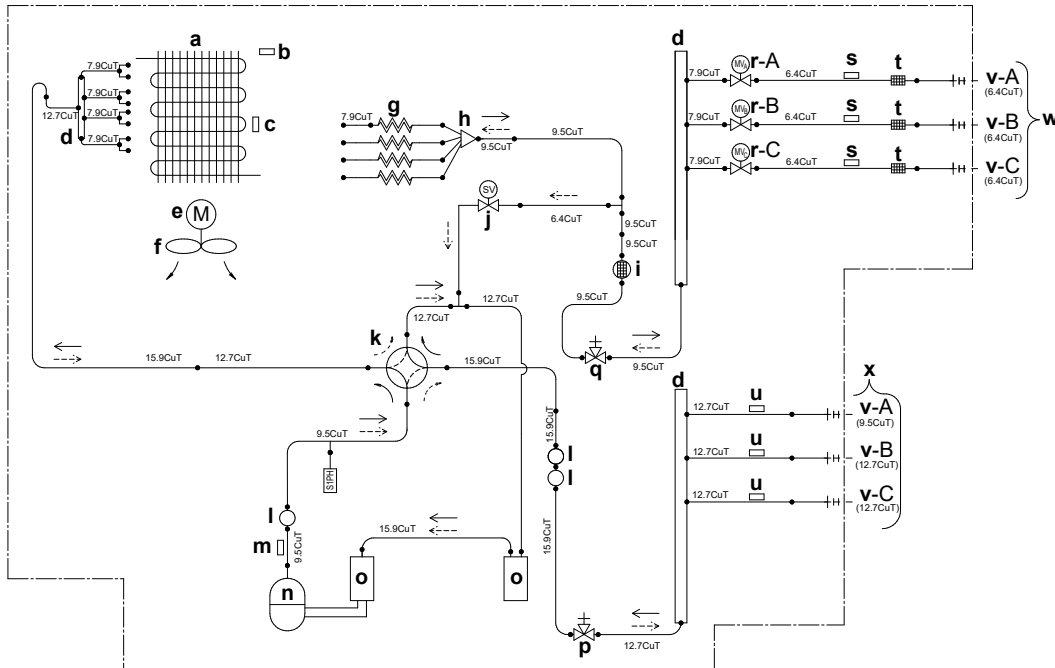 a
b
7.9CuT
7.9CuT
7.9CuT
7.9CuT
12.7CuT
d
c
e M
f
g
h
7.9CuT
9.5CuT
9.5CuT
SV
j
6.4CuT
9.5CuT
9.5CuT
i
9.5CuT
q
9.5CuT
d
7.9CuT
MVA
r-A
6.4CuT
s
t
v-A
(6.4CuT)
7.9CuT
MVB
r-B
6.4CuT
s
t
v-B
(6.4CuT)
7.9CuT
MVC
r-C
6.4CuT
s
t
v-C
(6.4CuT)
w
12.7CuT
12.7CuT
k
15.9CuT
12.7CuT
15.9CuT
9.5CuT
S1PH
l
m
9.5CuT
n
o
15.9CuT
o
15.9CuT
l
l
15.9CuT
p
12.7CuT
d
x
12.7CuT
u
v-A
(9.5CuT)
12.7CuT
u
v-B
(12.7CuT)
12.7CuT
u
v-C
(12.7CuT)